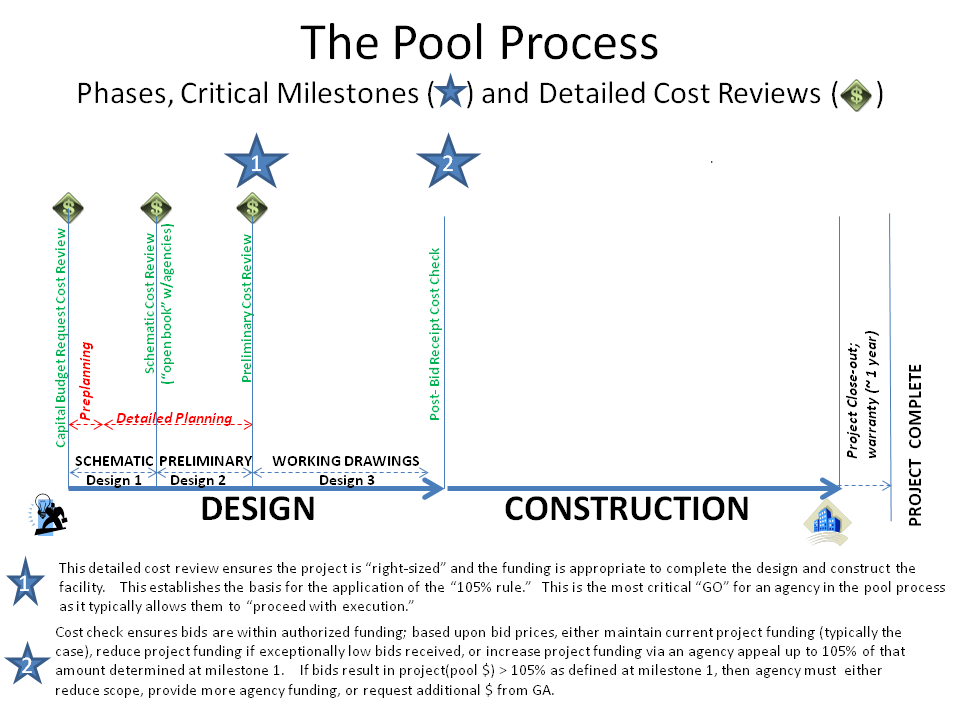 The Pool Process
Phases, Critical Milestones ( ) and Detailed Cost Reviews ( $ )
1
2
$
$
$
Capital Budget Request Cost Review
Preplanning
Schematic Cost Review
("open book" w/agencies)
Preliminary Cost Review
Post- Bid Receipt Cost Check
Project Close-out;
warranty (~ 1 year)
PROJECT COMPLETE
Detailed Planning
SCHEMATIC
PRELIMINARY
WORKING DRAWINGS
Design 1
Design 2
Design 3
DESIGN
CONSTRUCTION
1
This detailed cost review ensures the project is “right-sized” and the funding is appropriate to complete the design and construct the
facility. This establishes the basis for the application of the “105% rule.” This is the most critical “GO” for an agency in the pool process
as it typically allows them to “proceed with execution.”
2
Cost check ensures bids are within authorized funding; based upon bid prices, either maintain current project funding (typically the
case), reduce project funding if exceptionally low bids received, or increase project funding via an agency appeal up to 105% of that
amount determined at milestone 1. If bids result in project(pool $) > 105% as defined at milestone 1, then agency must either
reduce scope, provide more agency funding, or request additional $ from GA.